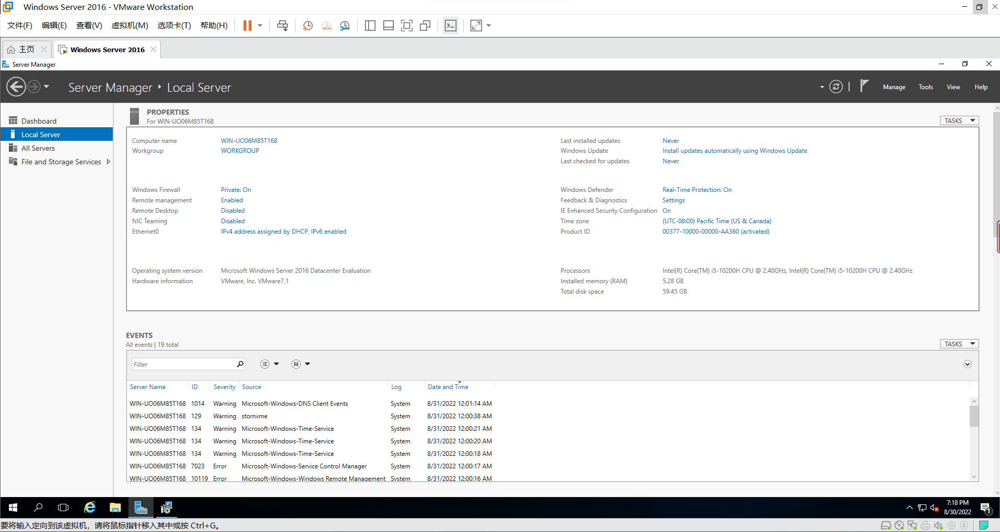 Windows Server 2016 - VMware Workstation
文件(F) 编辑(E) 查看(V) 虚拟机(M) 选项卡(T) 帮助(H)
主页 Windows Server 2016
Server Manager
Server Manager Local Server
Manage Tools View Help
Dashboard
Local Server
All Servers
File and Storage Services
PROPERTIES
For WIN-UO06M85T168
TASKS
Computer name WIN-UO06M85T168 Last installed updates Never
Workgroup WORKGROUP Windows Update Install updates automatically using Windows Update
Last checked for updates Never
Windows Firewall Private: On Windows Defender Real-Time Protection: On
Remote management Enabled Feedback & Diagnostics Settings
Remote Desktop Disabled IE Enhanced Security Configuration On
NIC Teaming Disabled Time zone (UTC-08:00) Pacific Time (US & Canada)
Ethernet0 IPv4 address assigned by DHCP, IPv6 enabled Product ID 00377-10000-00000-AA360 (activated)
Operating system version Microsoft Windows Server 2016 Datacenter Evaluation Processors Intel(R) Core(TM) i5-10200H CPU @ 2.40GHz, Intel(R) Core(TM) i5-10200H CPU @ 2.40GHz
Hardware information VMware, Inc. VMware7,1 Installed memory (RAM) 5.28 GB
Total disk space 59.45 GB
EVENTS
All events | 19 total
TASKS
Filter
Server Name ID Severity Source Log Date and Time
WIN-UO06M85T168 1014 Warning Microsoft-Windows-DNS Client Events System 8/31/2022 12:01:14 AM
WIN-UO06M85T168 129 Warning stornvme System 8/31/2022 12:00:38 AM
WIN-UO06M85T168 134 Warning Microsoft-Windows-Time-Service System 8/31/2022 12:00:21 AM
WIN-UO06M85T168 134 Warning Microsoft-Windows-Time-Service System 8/31/2022 12:00:20 AM
WIN-UO06M85T168 134 Warning Microsoft-Windows-Time-Service System 8/31/2022 12:00:18 AM
WIN-UO06M85T168 7023 Error Microsoft-Windows-Service Control Manager System 8/31/2022 12:00:17 AM
WIN-UO06M85T168 10119 Error Microsoft-Windows-Windows Remote Management System 8/31/2022 12:00:16 AM
7:18 PM
8/30/2022
1
要将输入定向到该虚拟机，请将鼠标指针移入其中或按 Ctrl+G。